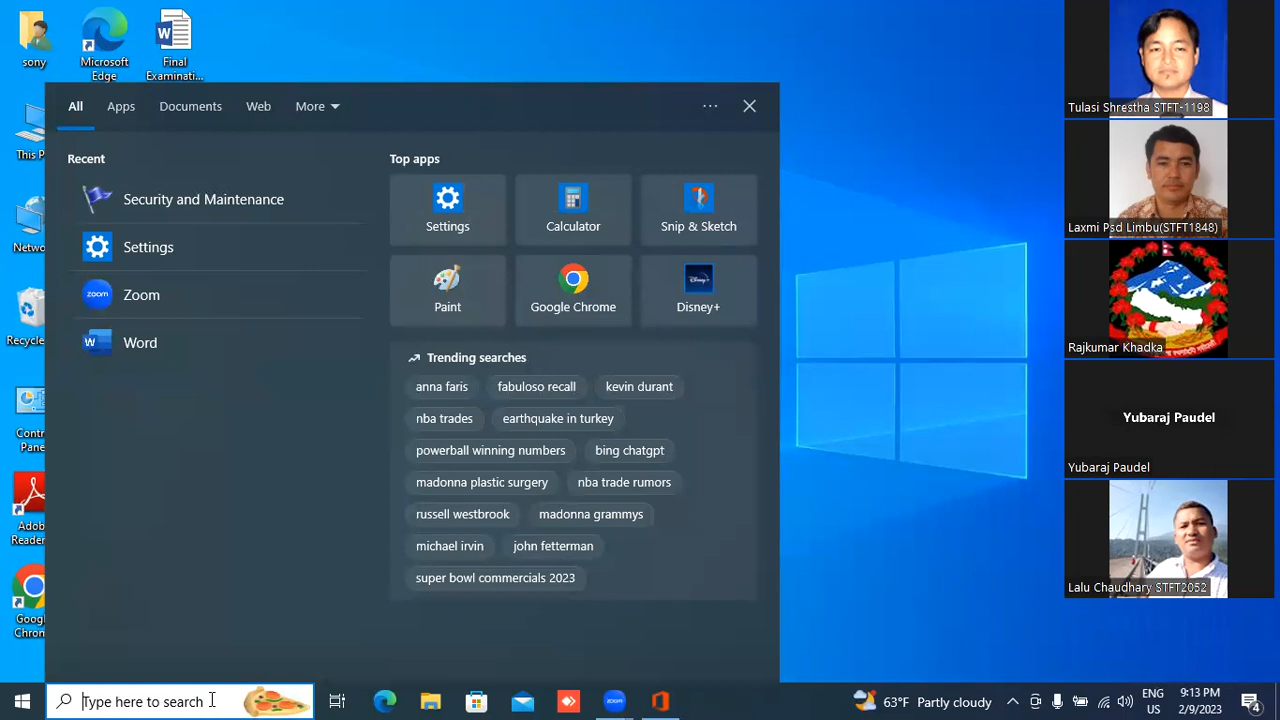 sony
Microsoft
Edge
Final
Examinati...
This P
Netwo
Recycle
Cont
Pane
Adob
Reade
Goog
Chron
All
Apps
Documents
Web
More
Recent
Security and Maintenance
Settings
Zoom
Word
Top apps
Settings
Calculator
Snip & Sketch
Paint
Google Chrome
Disney+
Trending searches
anna faris
fabuloso recall
kevin durant
nba trades
earthquake in turkey
powerball winning numbers
bing chatgpt
madonna plastic surgery
nba trade rumors
russell westbrook
madonna grammys
michael irvin
john fetterman
super bowl commercials 2023
Tulasi Shrestha STFT-1198
Laxmi Psd Limbu(STFT1848)
Rajkumar Khadka
Yubaraj Paudel
Yubaraj Paudel
Lalu Chaudhary STFT2052
Type here to search
zoom
63°F Partly cloudy
ENG
US
9:13 PM
2/9/2023
4